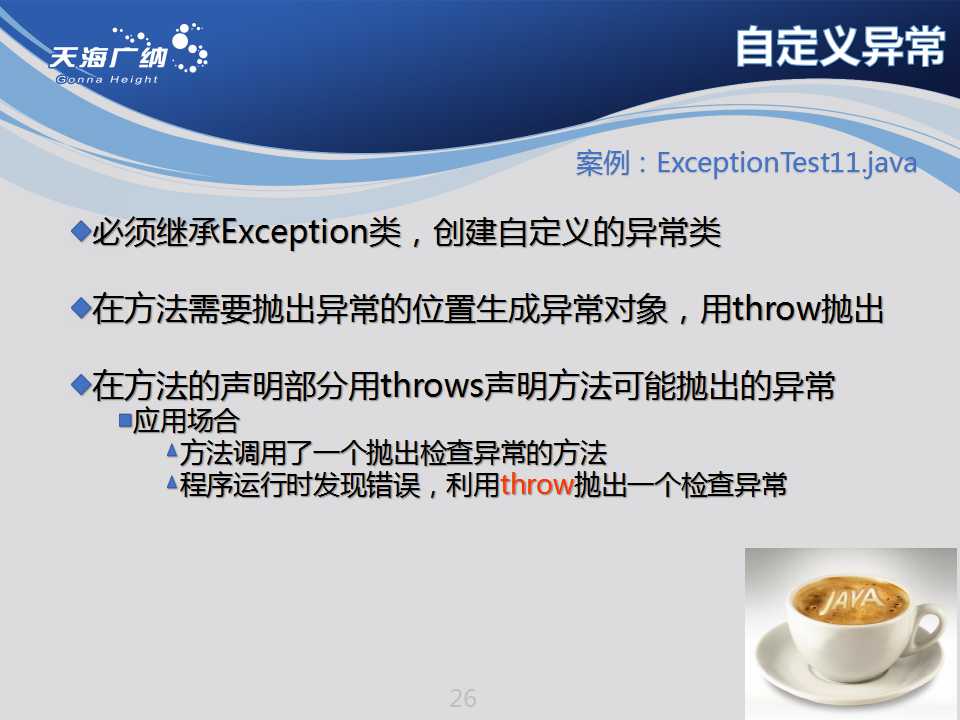 天海广纳
Gonna Height
自定义异常
案例：ExceptionTest11.java
必须继承Exception类，创建自定义的异常类
在方法需要抛出异常的位置生成异常对象，用throw抛出
在方法的声明部分用throws声明方法可能抛出的异常
应用场合
方法调用了一个抛出检查异常的方法
程序运行时发现错误，利用throw抛出一个检查异常
JAVA
26